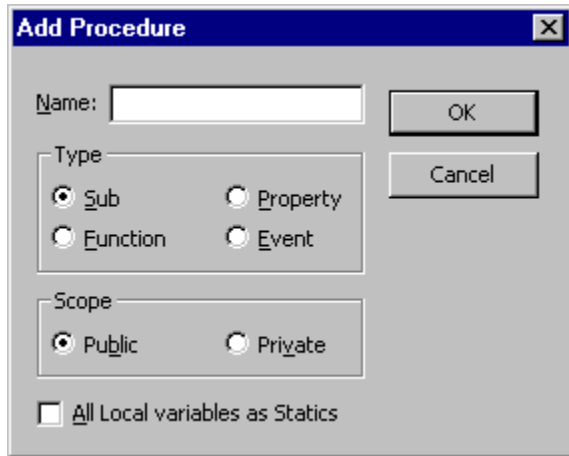 Add Procedure
Name:
OK
Type
Cancel
Sub
Property
Function
Event
Scope
Public
Private
All Local variables as Statics